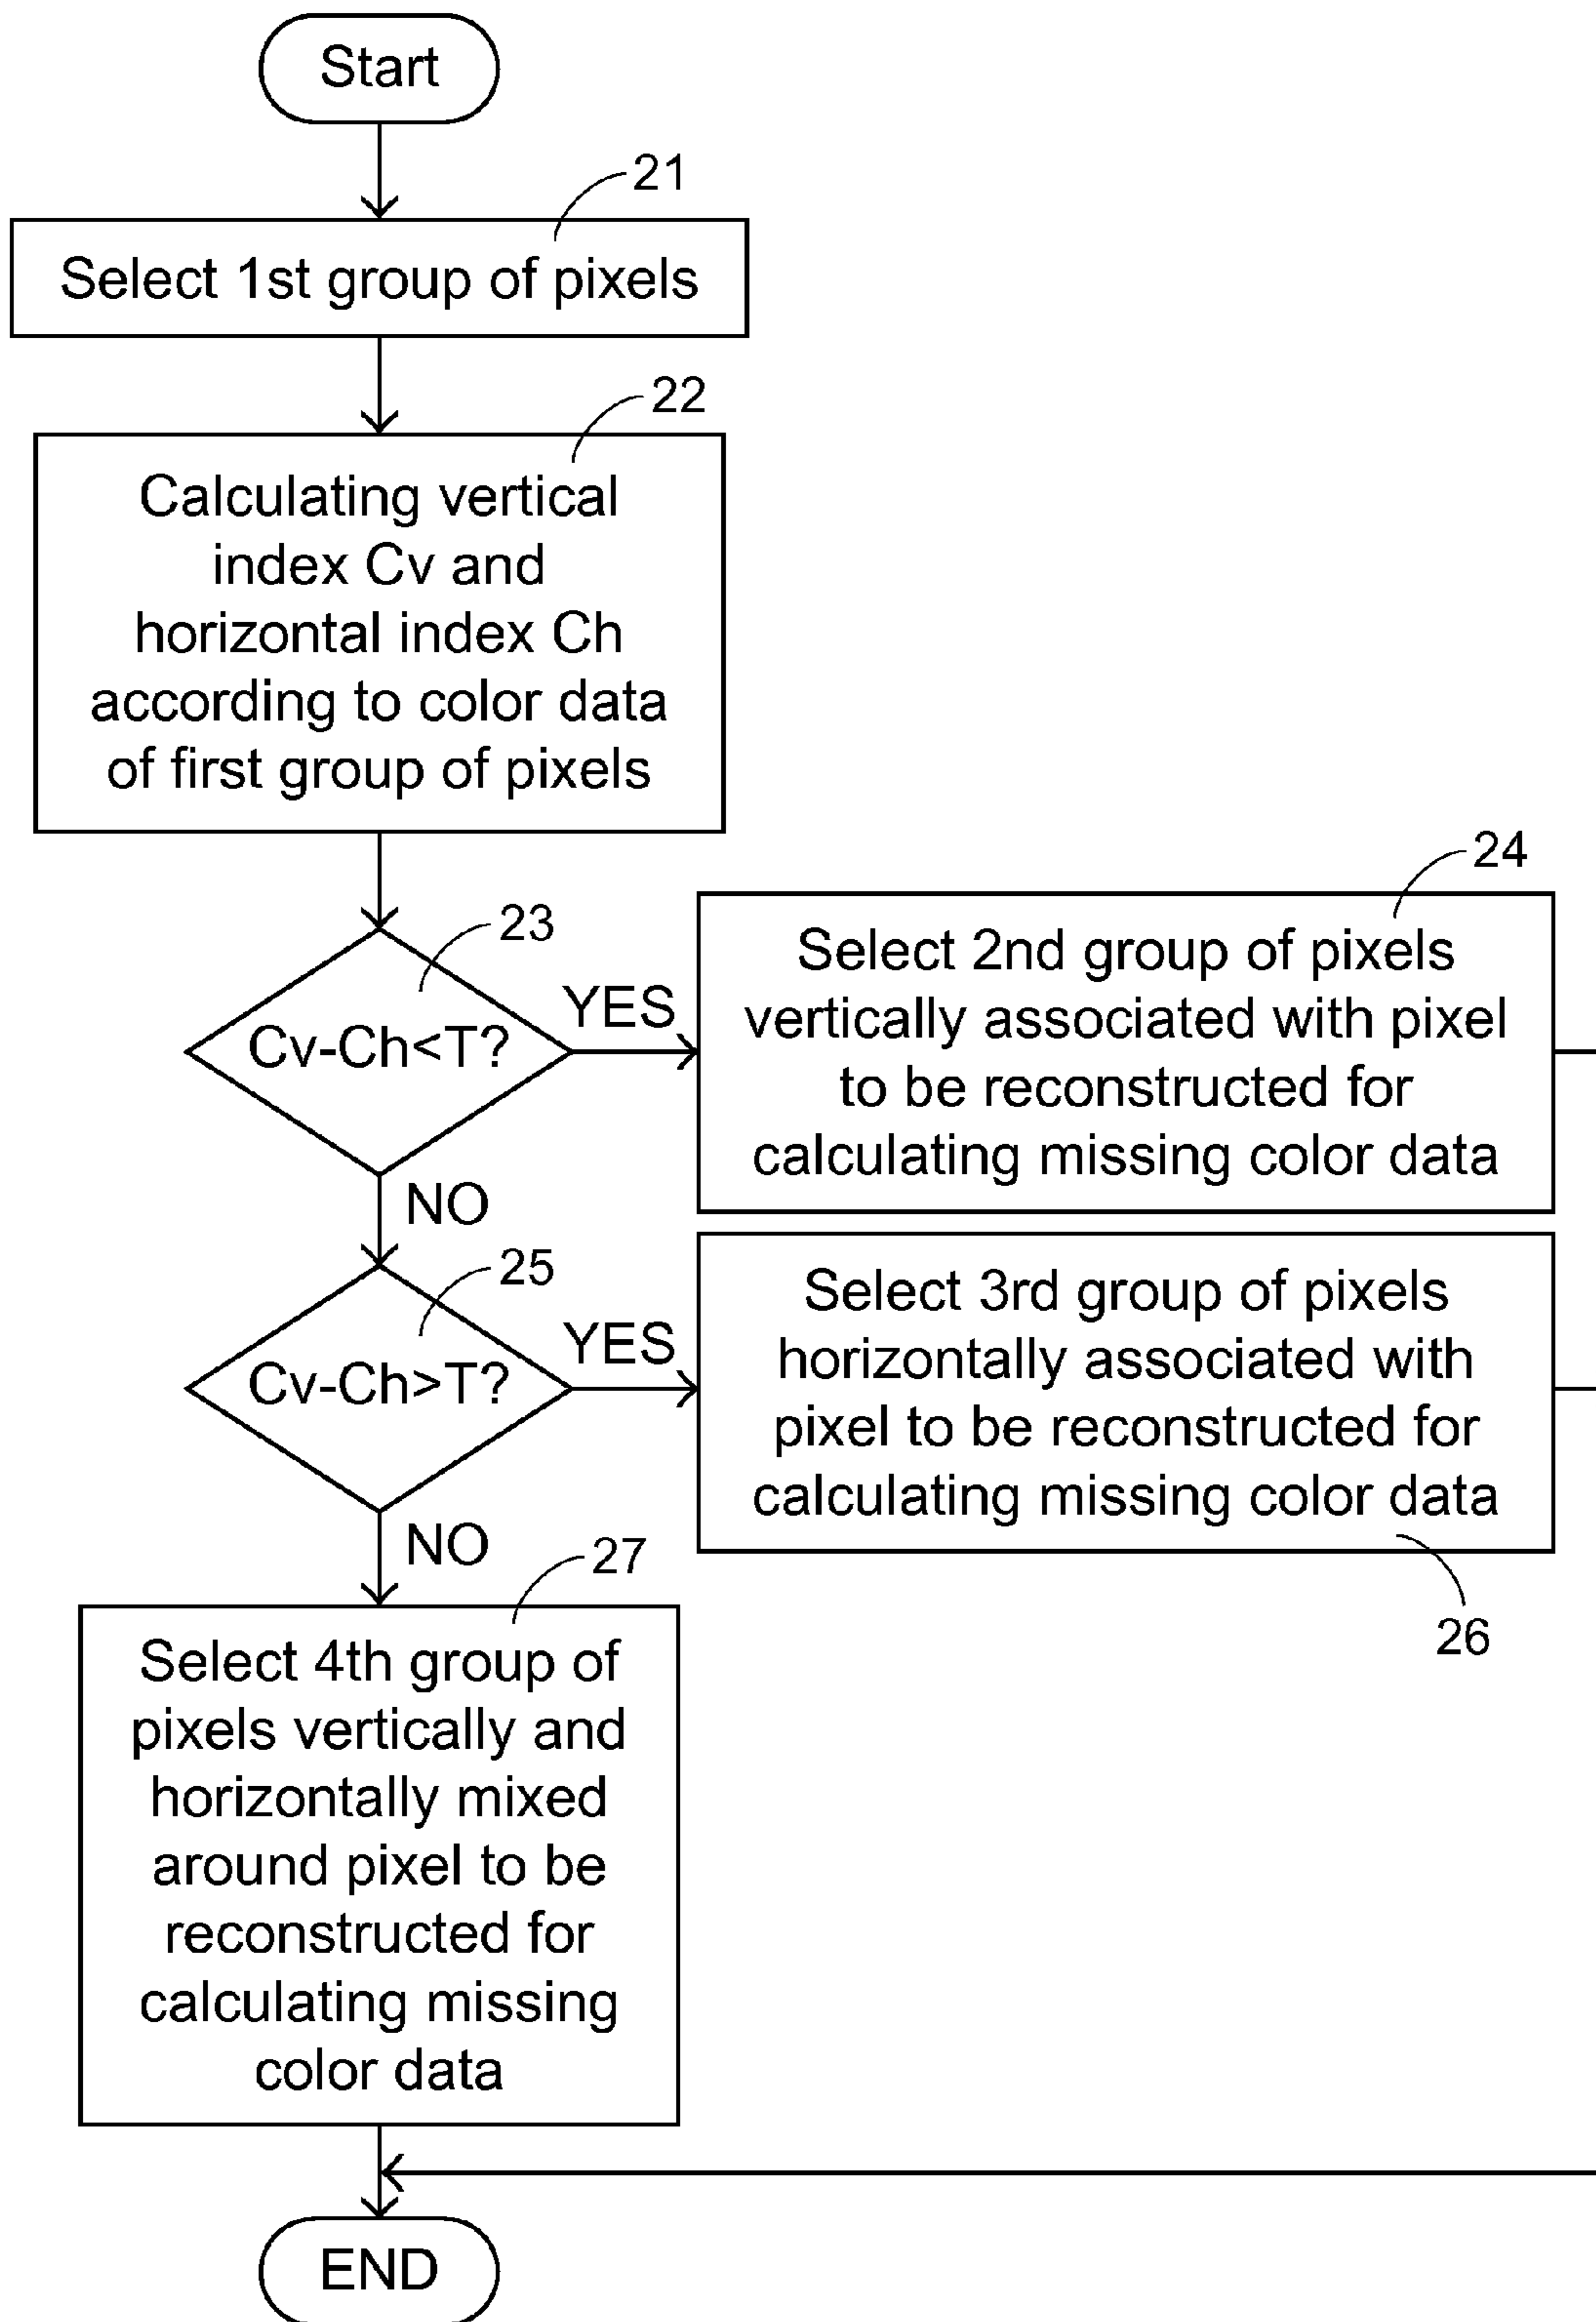 Start
21
Select 1st group of pixels
22
Calculating vertical
index Cv and
horizontal index Ch
according to color data
of first group of pixels
23
Cv-Ch<T?
YES
24
Select 2nd group of pixels
vertically associated with pixel
to be reconstructed for
calculating missing color data
NO
25
Cv-Ch>T?
YES
Select 3rd group of pixels
horizontally associated with
pixel to be reconstructed for
calculating missing color data
26
NO
27
Select 4th group of
pixels vertically and
horizontally mixed
around pixel to be
reconstructed for
calculating missing
color data
END